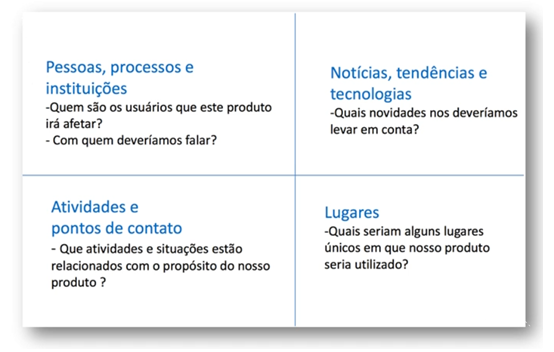 Pessoas, processos e
instituições
-Quem são os usuários que este produto
irá afetar?
- Com quem deveríamos falar?
Notícias, tendências e
tecnologias
-Quais novidades nos deveríamos
levar em conta?
Atividades e
pontos de contato
- Que atividades e situações estão
relacionados com o propósito do nosso
produto ?
Lugares
-Quais seriam alguns lugares
únicos em que nosso produto
seria utilizado?